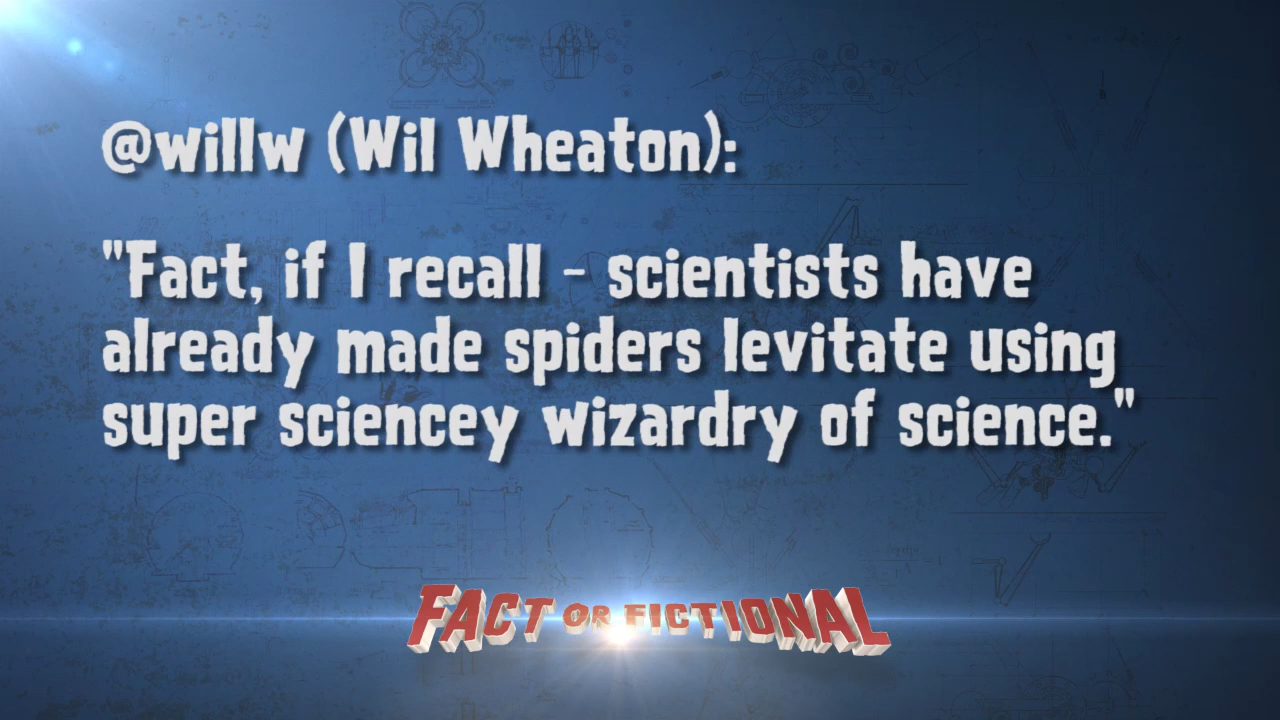 @willw (Wil Wheaton):
"Fact, if I recall - scientists have
already made spiders levitate using
super sciencey wizardry of science."
FACT OR FICTIONAL